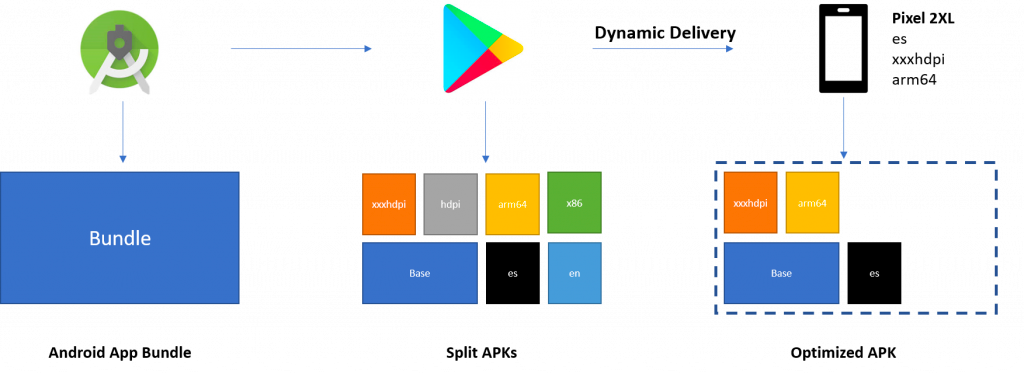 Dynamic Delivery
Pixel 2XL
es
xxxhdpi
arm64
Bundle
xxxhdpi
hdpi
arm64
x86
Base
es
en
xxxhdpi
arm64
Base
es
Android App Bundle
Split APKs
Optimized APK